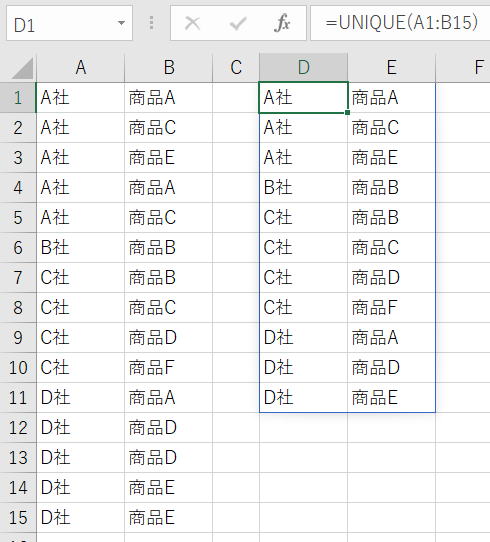 D1 fx =UNIQUE(A1:B15)
A B C D E F
1 A社 商品A A社 商品A
2 A社 商品C A社 商品C
3 A社 商品E A社 商品E
4 A社 商品A B社 商品B
5 A社 商品C C社 商品B
6 B社 商品B C社 商品C
7 C社 商品B C社 商品D
8 C社 商品C C社 商品F
9 C社 商品D D社 商品A
10 C社 商品F D社 商品D
11 D社 商品A D社 商品E
12 D社 商品D
13 D社 商品D
14 D社 商品E
15 D社 商品E